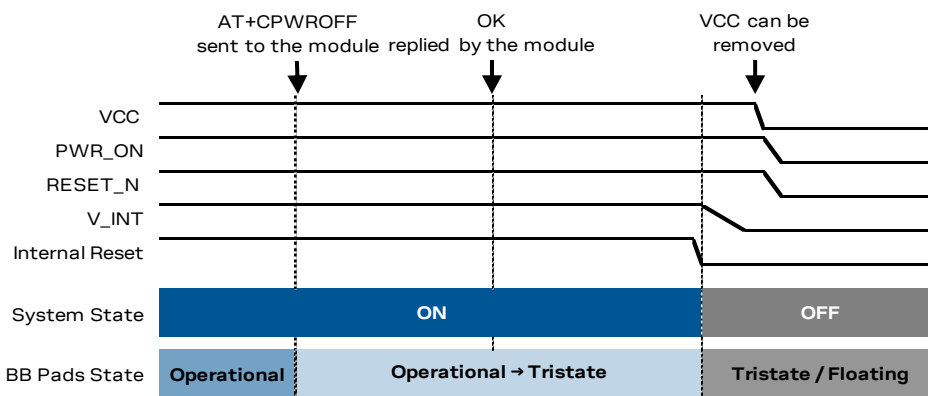 AT+CPWROFF
sent to the module
OK
replied by the module
VCC can be
removed
VCC
PWR_ON
RESET_N
V_INT
Internal Reset
System State
ON
OFF
BB Pads State
Operational
Operational → Tristate
Tristate / Floating